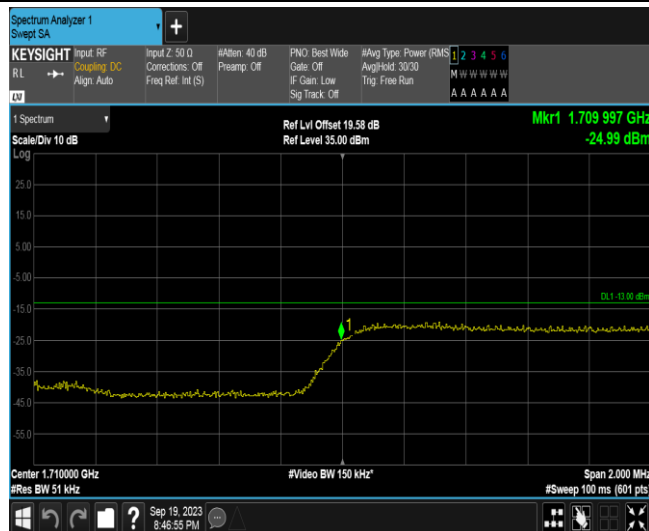 Spectrum Analyzer 1
Swept SA
+
KEYSIGHT
RL
LXI
Input: RF
Coupling: DC
Align: Auto
Input Z: 50 Ω
Corrections: Off
Freq Ref: Int (S)
#Atten: 40 dB
Preamp: Off
PNO: Best Wide
Gate: Off
IF Gain: Low
Sig Track: Off
#Avg Type: Power (RMS
Avg|Hold: 30/30
Trig: Free Run
1 2 3 4 5 6
M W W W W W
A A A A A A
1 Spectrum
Scale/Div 10 dB
Ref Lvl Offset 19.58 dB
Ref Level 35.00 dBm
Mkr1 1.709 997 GHz
-24.99 dBm
Log
25.0
15.0
5.00
-5.00
DL1 -13.00 dBm
-15.0
1
-25.0
-35.0
-45.0
-55.0
Center 1.710000 GHz
#Video BW 150 kHz*
Span 2.000 MHz
#Res BW 51 kHz
#Sweep 100 ms (601 pts)
?
Sep 19, 2023
8:46:55 PM